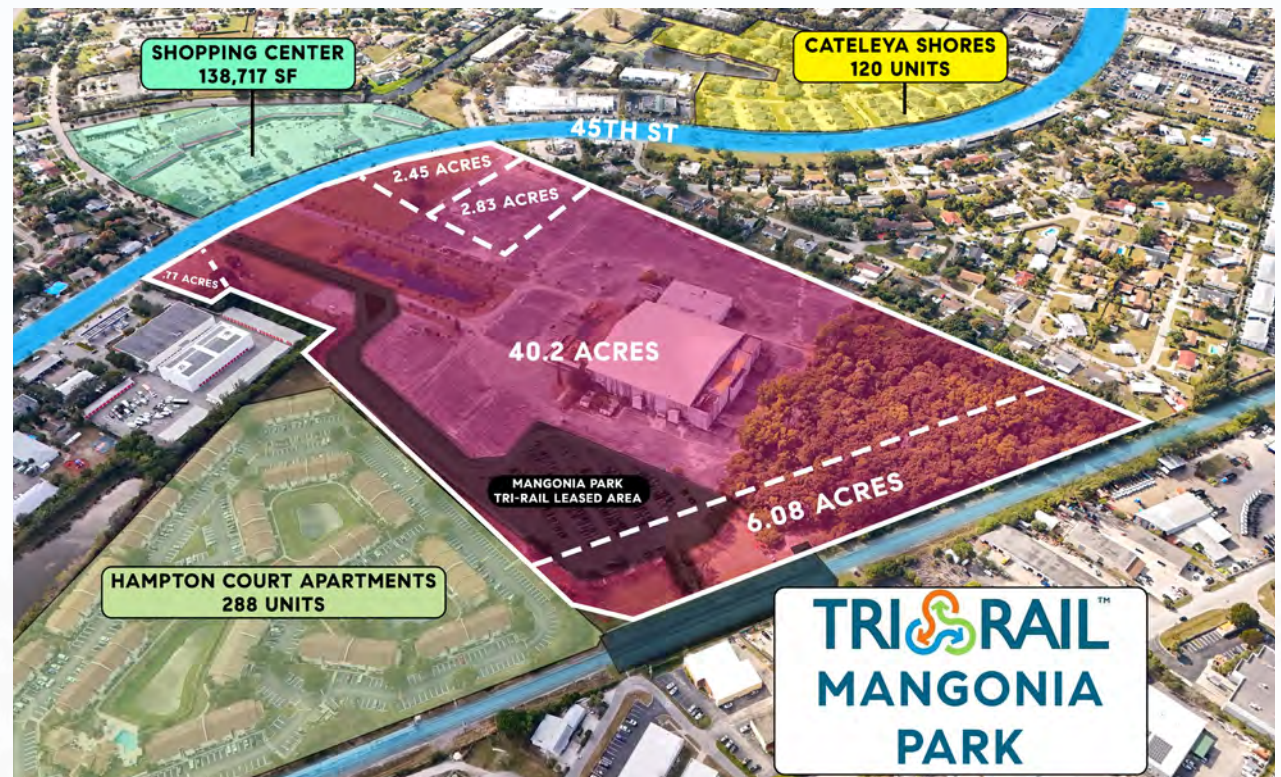 SHOPPING CENTER
138,717 SF
CATELEYA SHORES
120 UNITS
45TH ST
2.45 ACRES
2.83 ACRES
.77 ACRES
40.2 ACRES
MANGONIA PARK
TRI-RAIL LEASED AREA
6.08 ACRES
HAMPTON COURT APARTMENTS
288 UNITS
TRI RAIL™
MANGONIA
PARK